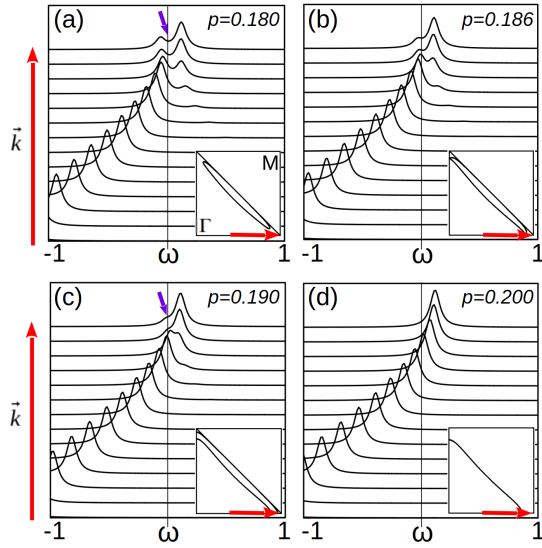 (a) p=0.180
M
Γ
k⃗
-1 ω 1
(b) p=0.186
-1 ω 1
(c) p=0.190
k⃗
-1 ω 1
(d) p=0.200
-1 ω 1